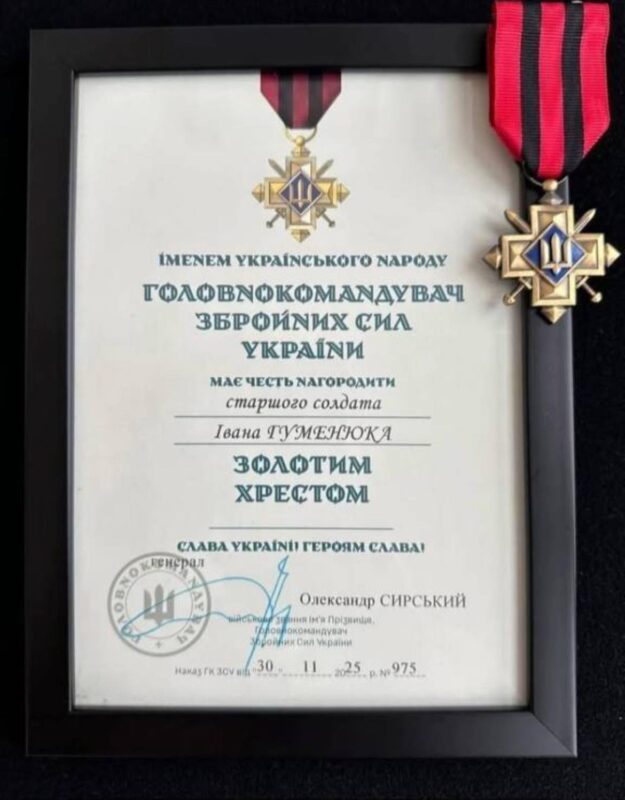 ІМЕНЕМ УКРАЇНСЬКОГО НАРОДУ
ГОЛОВНОКОМАНДУВАЧ
ЗБРОЙНИХ СИЛ
УКРАЇНИ
МАЄ ЧЕСТЬ НАГОРОДИТИ
старшого солдата
Івана ГУМЕНЮКА
ЗОЛОТИМ
ХРЕСТОМ
СЛАВА УКРАЇНІ! ГЕРОЯМ СЛАВА!
генерал
ГОЛОВНОКОМАНДУВАЧ
Олександр СИРСЬКИЙ
військове звання Ім'я Прізвище,
Головнокомандувач
Збройних Сил України
Наказ ГК ЗСУ від "30 - 11 2025 р. № 975